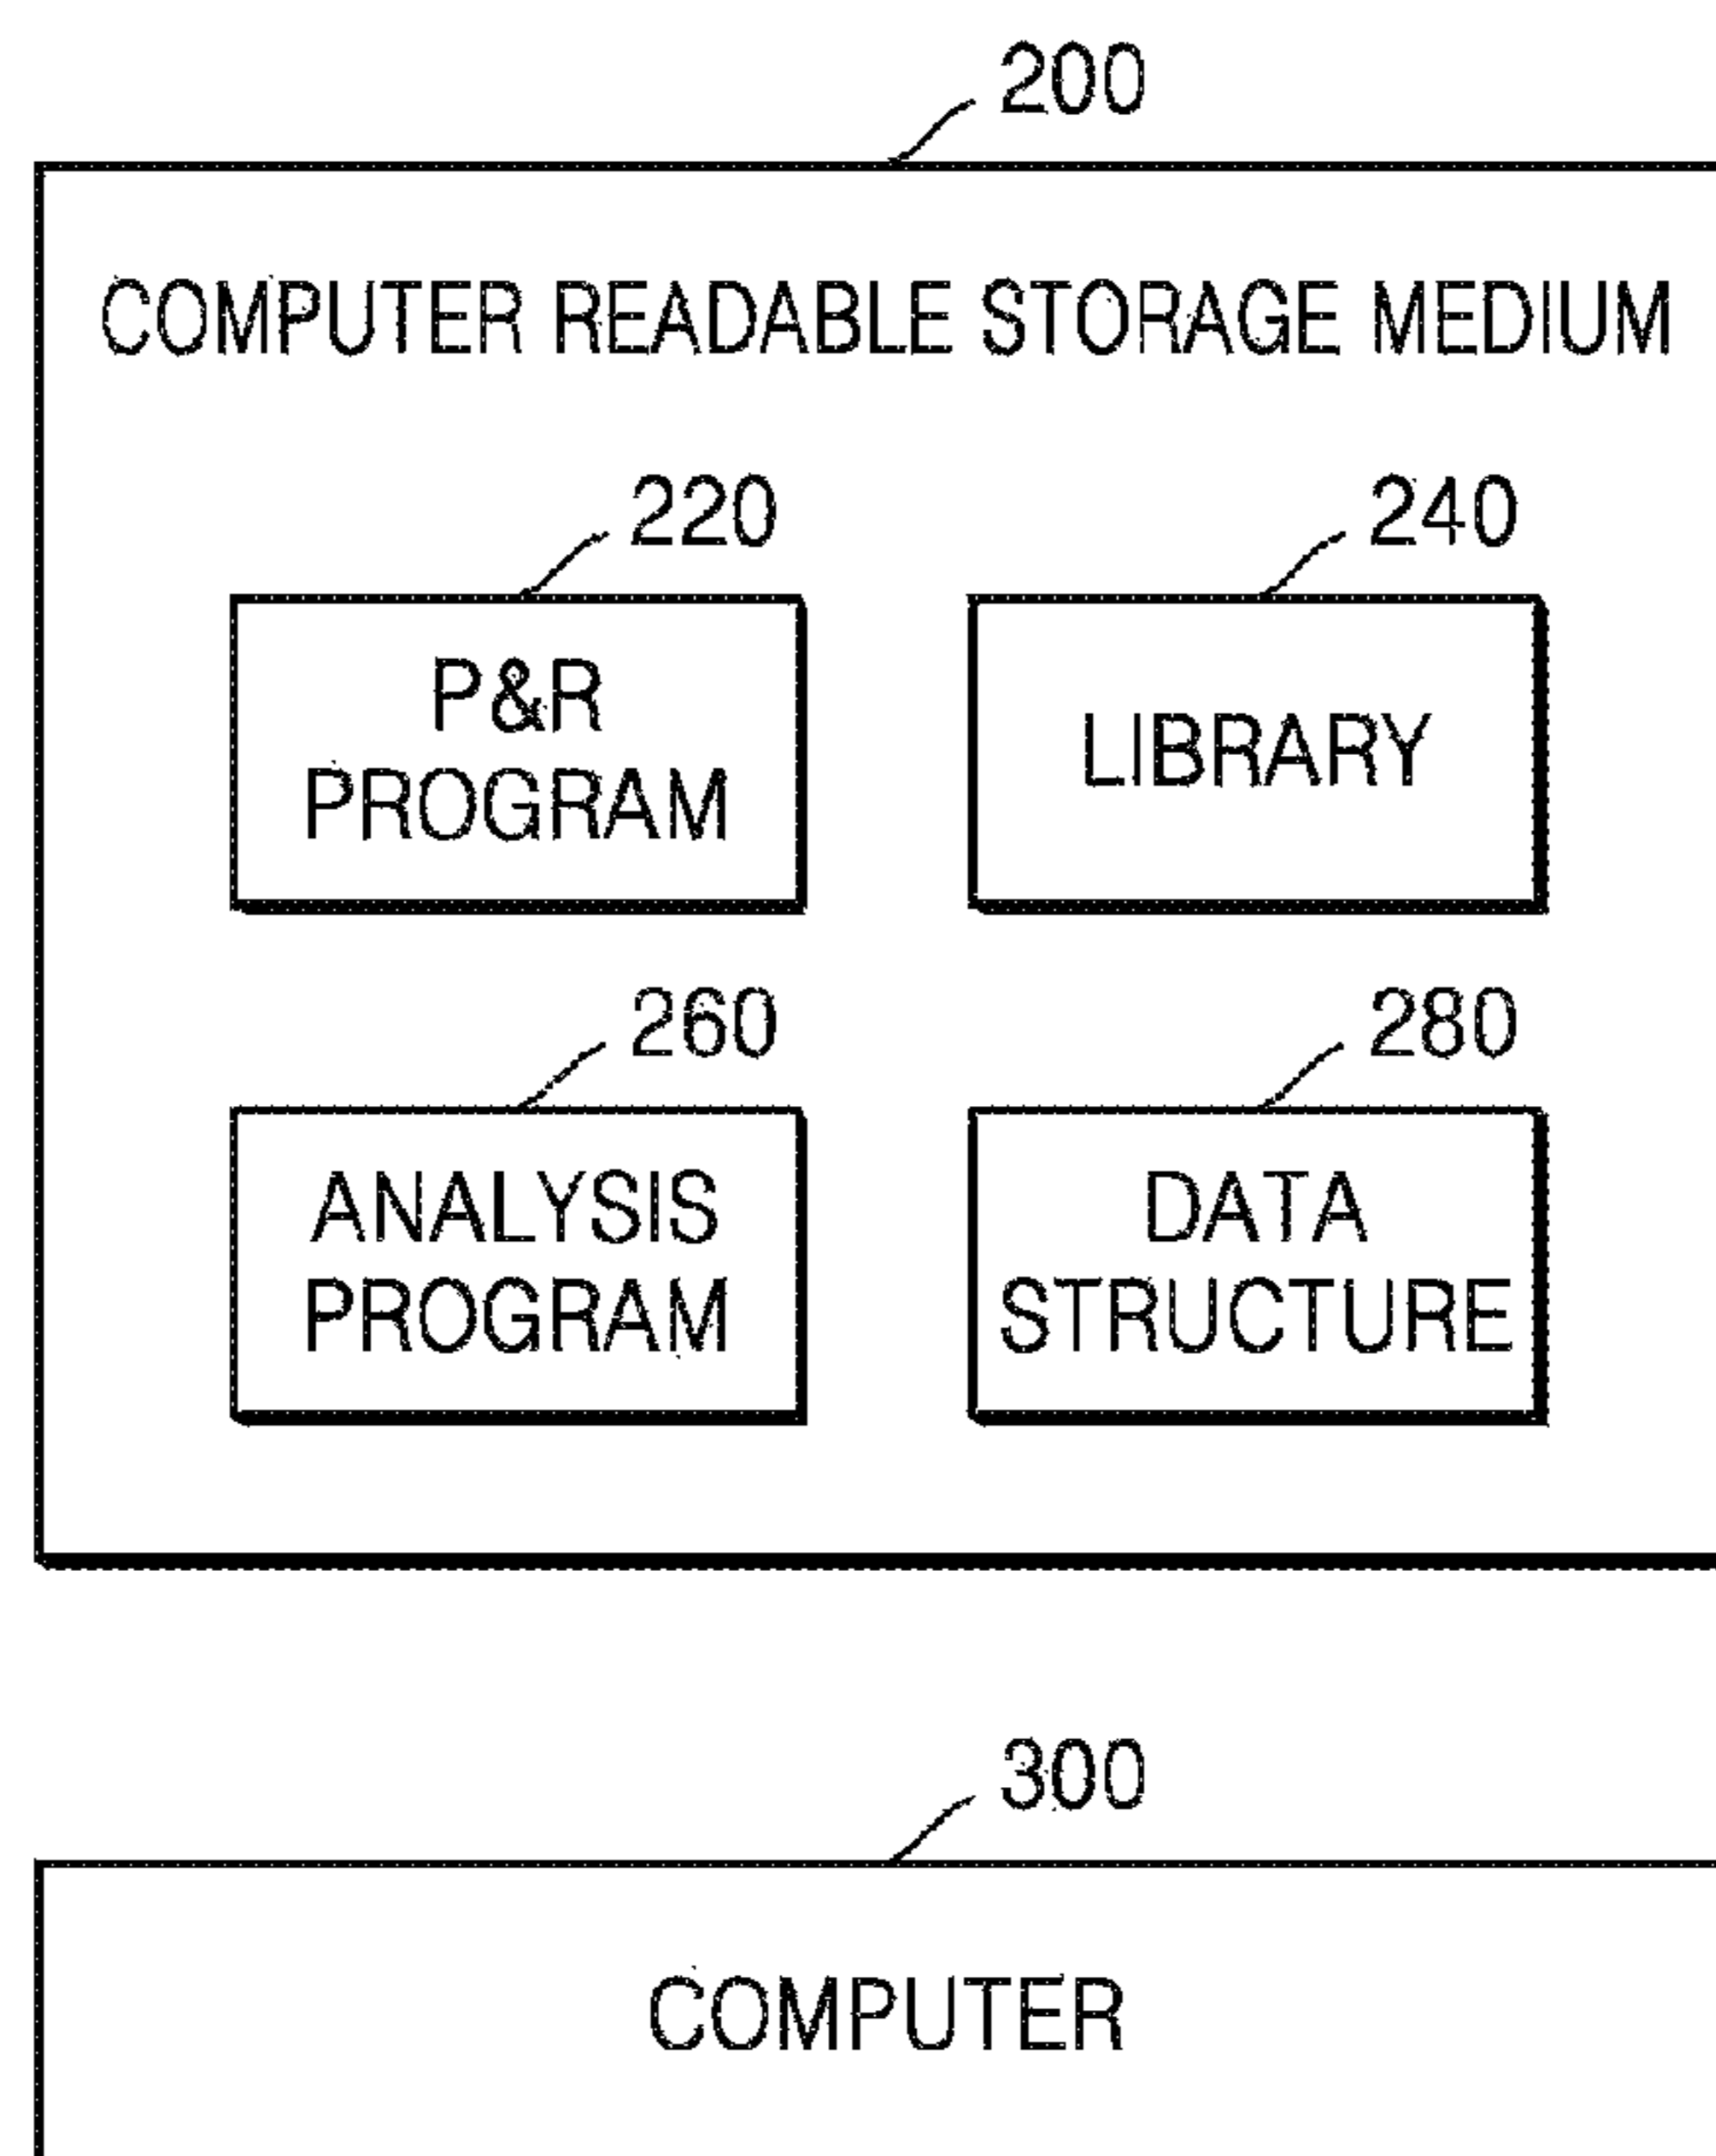 200
COMPUTER READABLE STORAGE MEDIUM
220
240
P&R
PROGRAM
LIBRARY
260
280
ANALYSIS
PROGRAM
DATA
STRUCTURE
300
COMPUTER